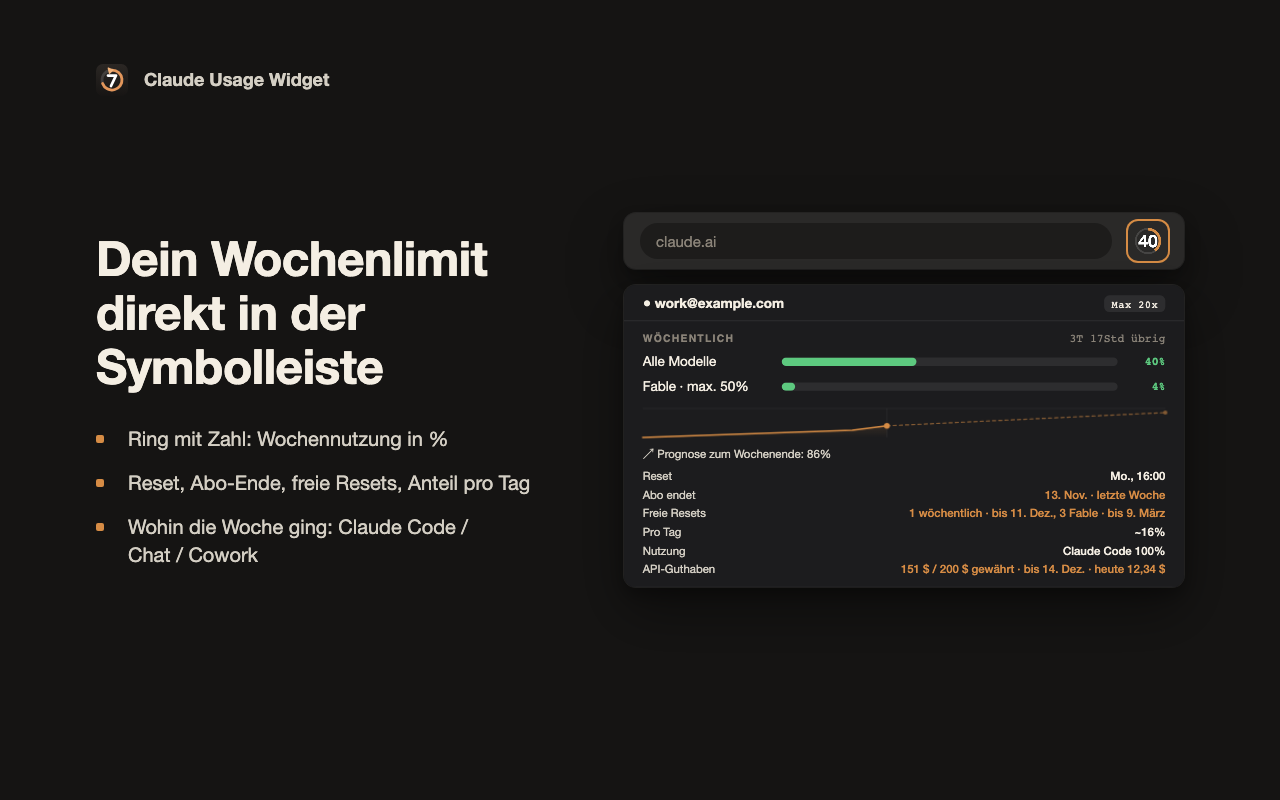 7 Claude Usage Widget
Dein Wochenlimit
direkt in der
Symbolleiste
Ring mit Zahl: Wochennutzung in %
Reset, Abo-Ende, freie Resets, Anteil pro Tag
Wohin die Woche ging: Claude Code /
Chat / Cowork
claude.ai 40
work@example.com Max 20x
WÖCHENTLICH 3T 17Std übrig
Alle Modelle 40%
Fable · max. 50% 4%
↗ Prognose zum Wochenende: 86%
Reset Mo., 16:00
Abo endet 13. Nov. · letzte Woche
Freie Resets 1 wöchentlich · bis 11. Dez., 3 Fable · bis 9. März
Pro Tag ~16%
Nutzung Claude Code 100%
API-Guthaben 151 $ / 200 $ gewährt · bis 14. Dez. · heute 12,34 $